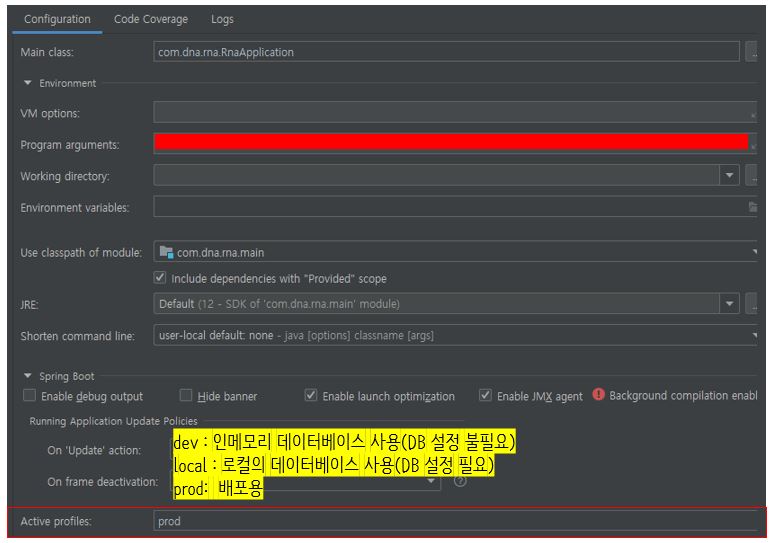 Configuration Code Coverage Logs
Main class: com.dna.rna.RnaApplication ...
Environment
VM options:
Program arguments:
Working directory: ...
Environment variables:
Use classpath of module: com.dna.rna.main
Include dependencies with "Provided" scope
JRE: Default (12 - SDK of 'com.dna.rna.main' module) ...
Shorten command line: user-local default: none - java [options] classname [args]
Spring Boot
Enable debug output Hide banner Enable launch optimization Enable JMX agent Background compilation enabl
Running Application Update Policies
On 'Update' action: dev : 인메모리 데이터베이스 사용(DB 설정 불필요)
local : 로컬의 데이터베이스 사용(DB 설정 필요)
On frame deactivation: prod: 배포용 ?
Active profiles: prod